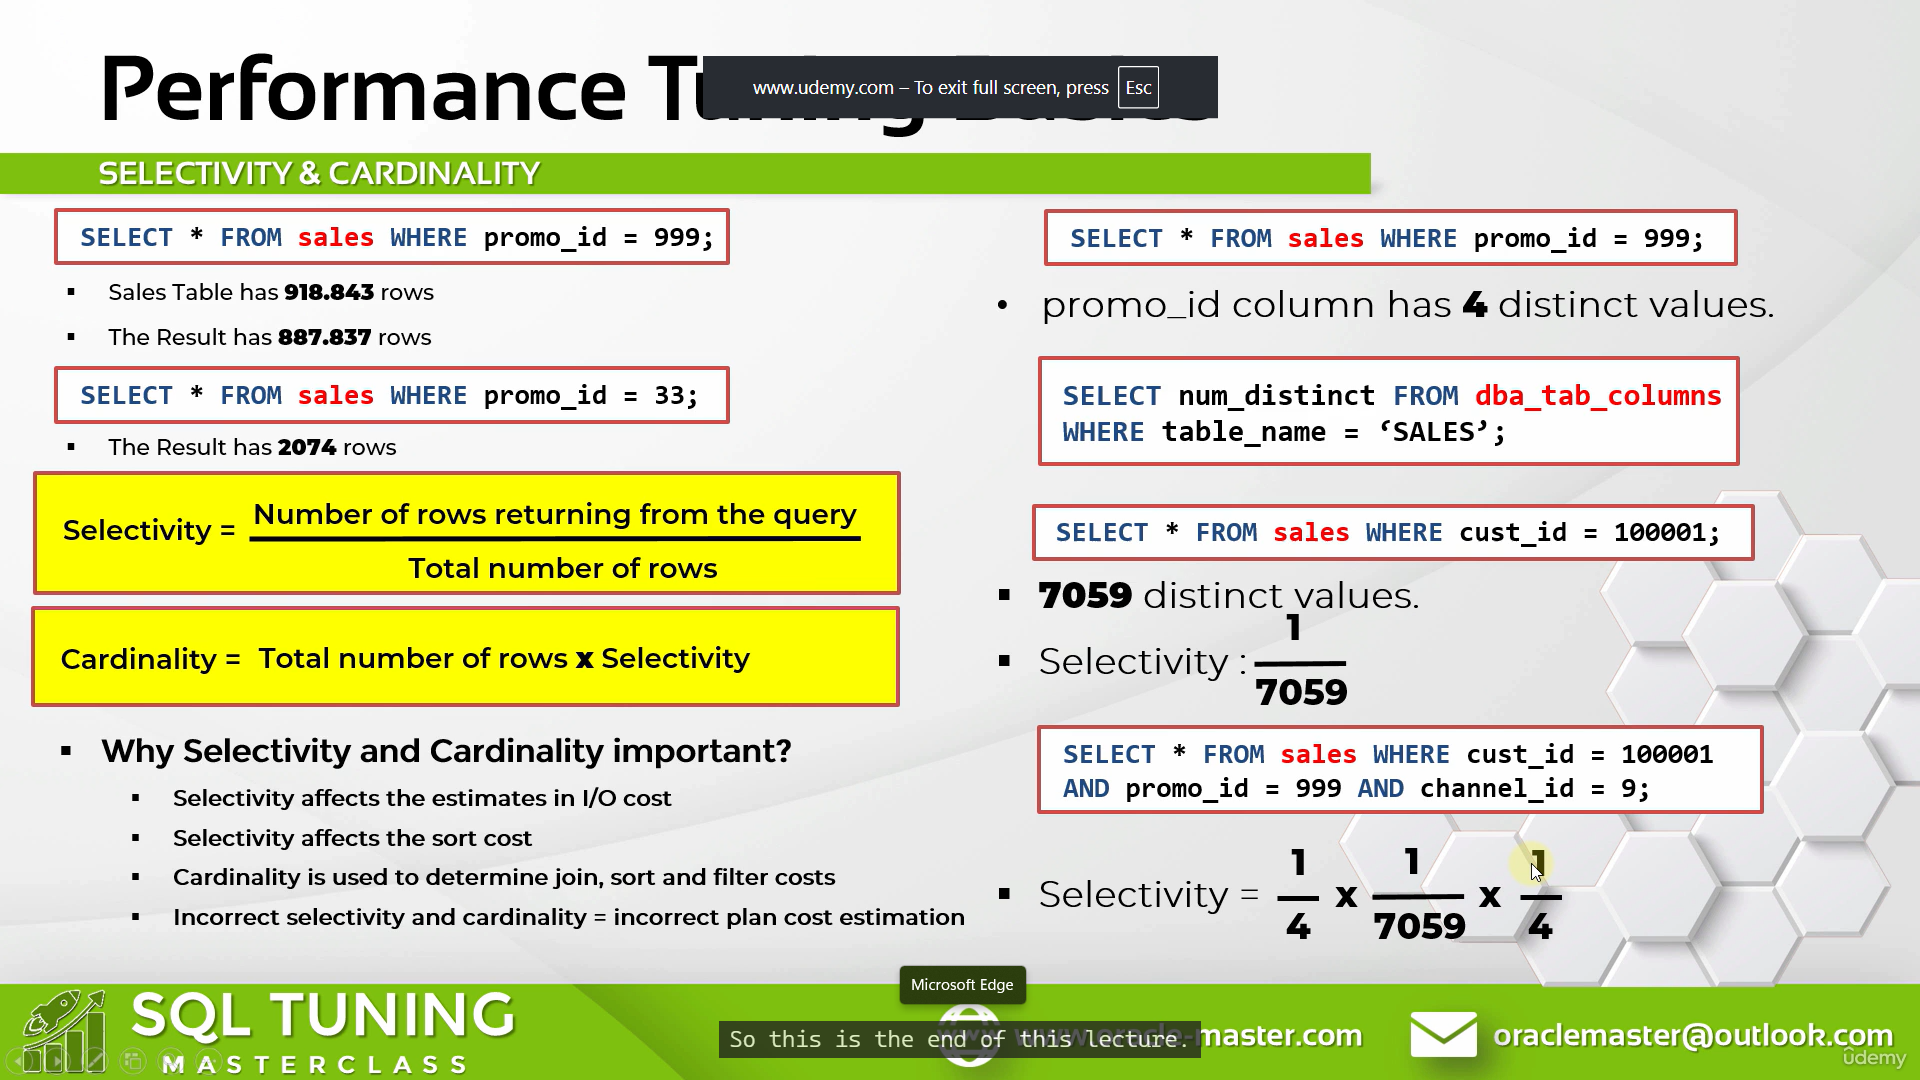 Performance T
www.udemy.com – To exit full screen, press Esc
SELECTIVITY & CARDINALITY
SELECT * FROM sales WHERE promo_id = 999;
▪ Sales Table has 918.843 rows
▪ The Result has 887.837 rows
SELECT * FROM sales WHERE promo_id = 33;
▪ The Result has 2074 rows
Selectivity =
Number of rows returning from the query
Total number of rows
Cardinality = Total number of rows x Selectivity
▪ Why Selectivity and Cardinality important?
▪ Selectivity affects the estimates in I/O cost
▪ Selectivity affects the sort cost
▪ Cardinality is used to determine join, sort and filter costs
▪ Incorrect selectivity and cardinality = incorrect plan cost estimation
SELECT * FROM sales WHERE promo_id = 999;
• promo_id column has 4 distinct values.
SELECT num_distinct FROM dba_tab_columns
WHERE table_name = ‘SALES’;
SELECT * FROM sales WHERE cust_id = 100001;
▪ 7059 distinct values.
▪ Selectivity :
1
7059
SELECT * FROM sales WHERE cust_id = 100001
AND promo_id = 999 AND channel_id = 9;
▪ Selectivity =
1 1 1
x x
4 7059 4
Microsoft Edge
SQL TUNING
MASTERCLASS
So this is the end of this lecture.
master.com
oraclemaster@outlook.com
ûdemy